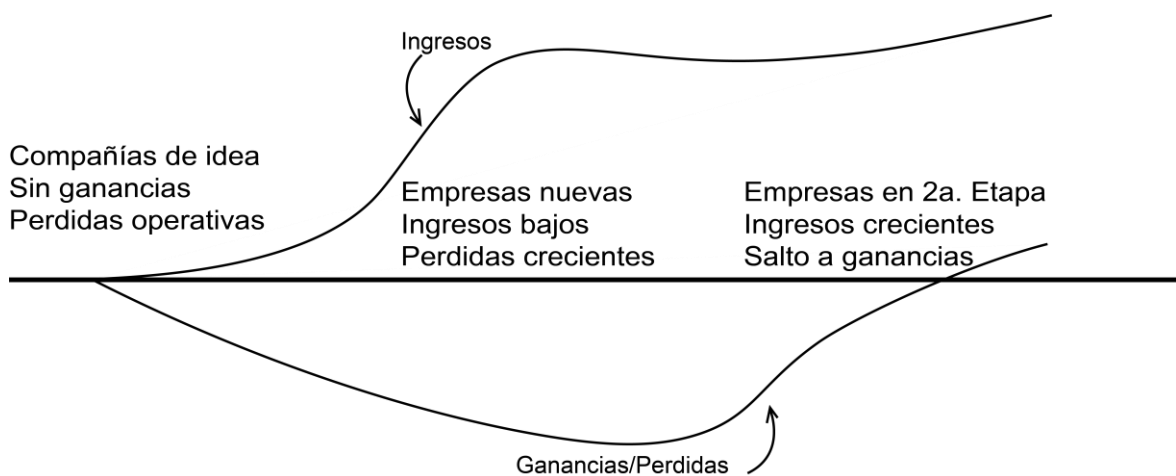 Ingresos
Compañías de idea
Sin ganancias
Perdidas operativas
Empresas nuevas
Ingresos bajos
Perdidas crecientes
Empresas en 2a. Etapa
Ingresos crecientes
Salto a ganancias
Ganancias/Perdidas